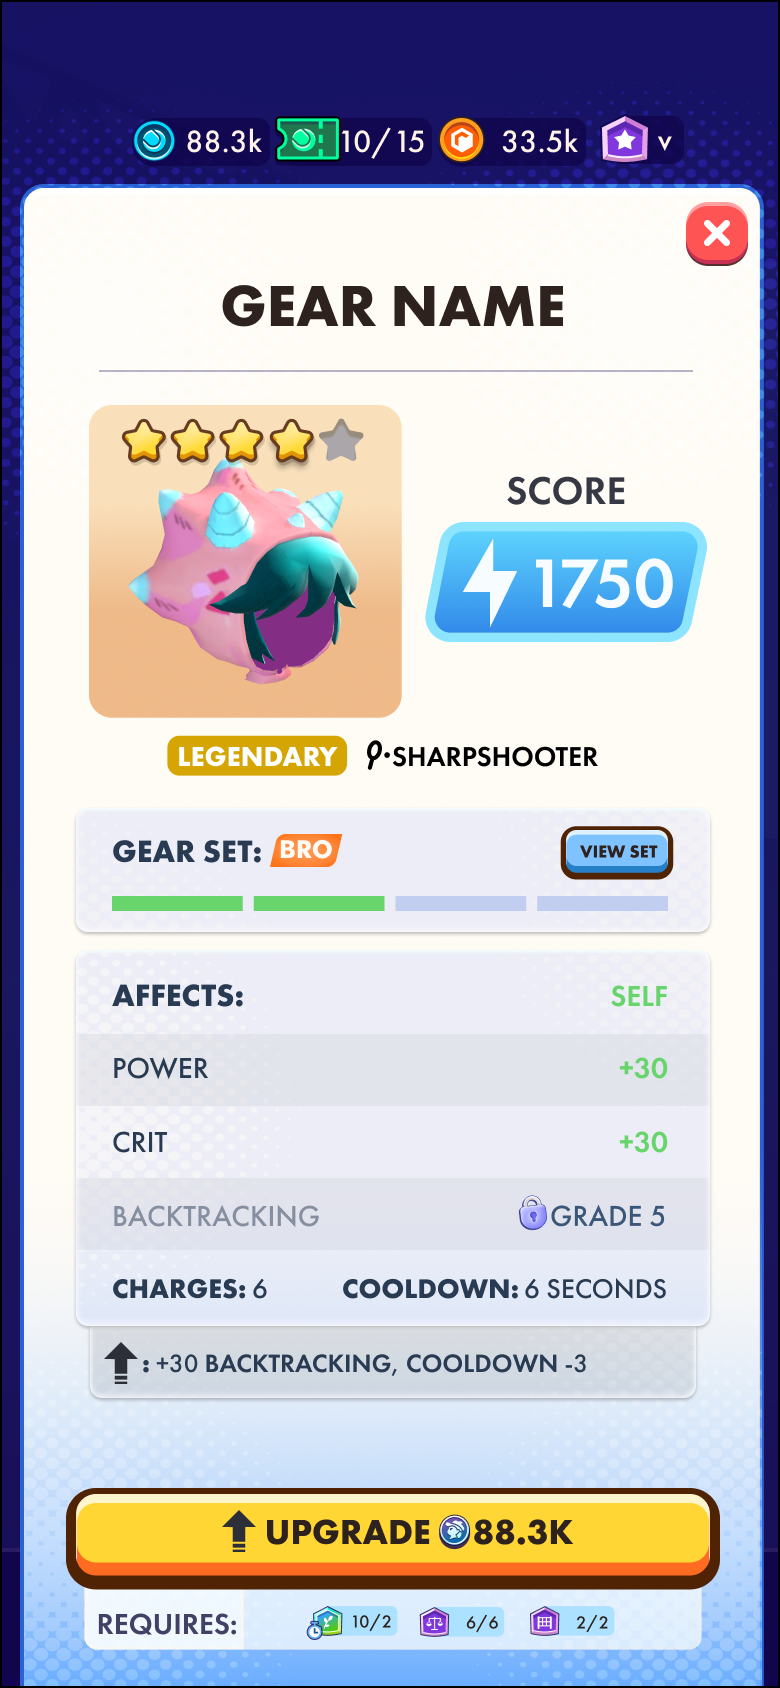 88.3k 10/15 33.5k v
GEAR NAME
SCORE
1750
LEGENDARY SHARPSHOOTER
GEAR SET: BRO VIEW SET
AFFECTS: SELF
POWER +30
CRIT +30
BACKTRACKING GRADE 5
CHARGES: 6 COOLDOWN: 6 SECONDS
: +30 BACKTRACKING, COOLDOWN -3
UPGRADE 88.3K
REQUIRES: 10/2 6/6 2/2